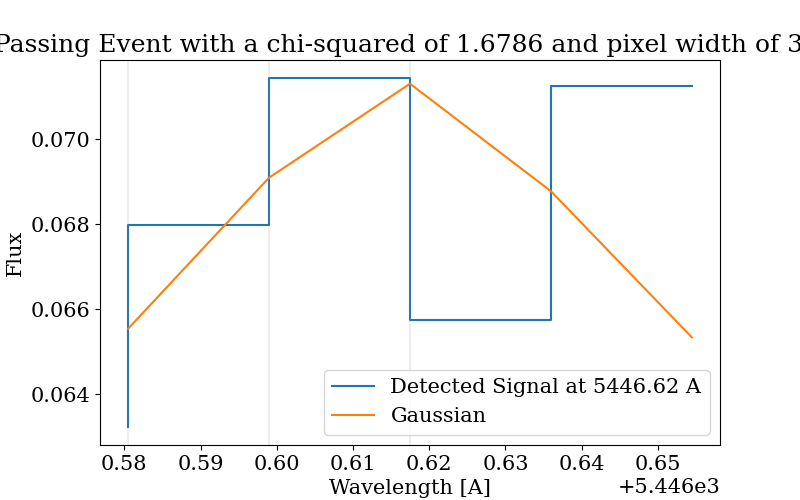 Passing Event with a chi-squared of 1.6786 and pixel width of 3
Flux
0.070
0.068
0.066
0.064
Detected Signal at 5446.62 A
Gaussian
0.58 0.59 0.60 0.61 0.62 0.63 0.64 0.65
Wavelength [A]
+5.446e3